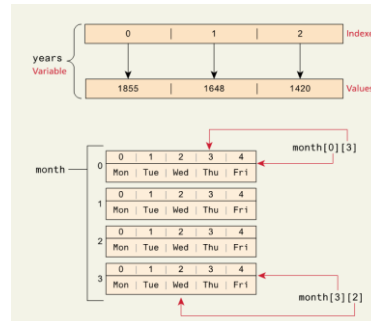 0 | 1 | 2 Indexe
years
Variable
1855 | 1648 | 1420 Values
month[0][3]
0 | 1 | 2 | 3 | 4
month 0
Mon | Tue | Wed | Thu | Fri
0 | 1 | 2 | 3 | 4
1
Mon | Tue | Wed | Thu | Fri
0 | 1 | 2 | 3 | 4
2
Mon | Tue | Wed | Thu | Fri
0 | 1 | 2 | 3 | 4
3
Mon | Tue | Wed | Thu | Fri
month[3][2]